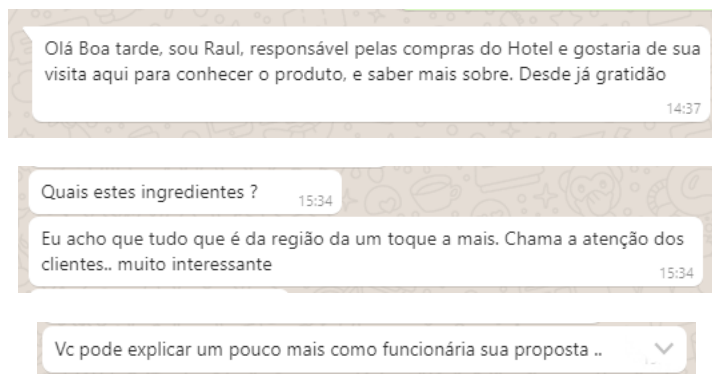 Olá Boa tarde, sou Raul, responsável pelas compras do Hotel e gostaria de sua
visita aqui para conhecer o produto, e saber mais sobre. Desde já gratidão
14:37
Quais estes ingredientes ?
15:34
Eu acho que tudo que é da região da um toque a mais. Chama a atenção dos
clientes.. muito interessante
15:34
Vc pode explicar um pouco mais como funcionária sua proposta ..